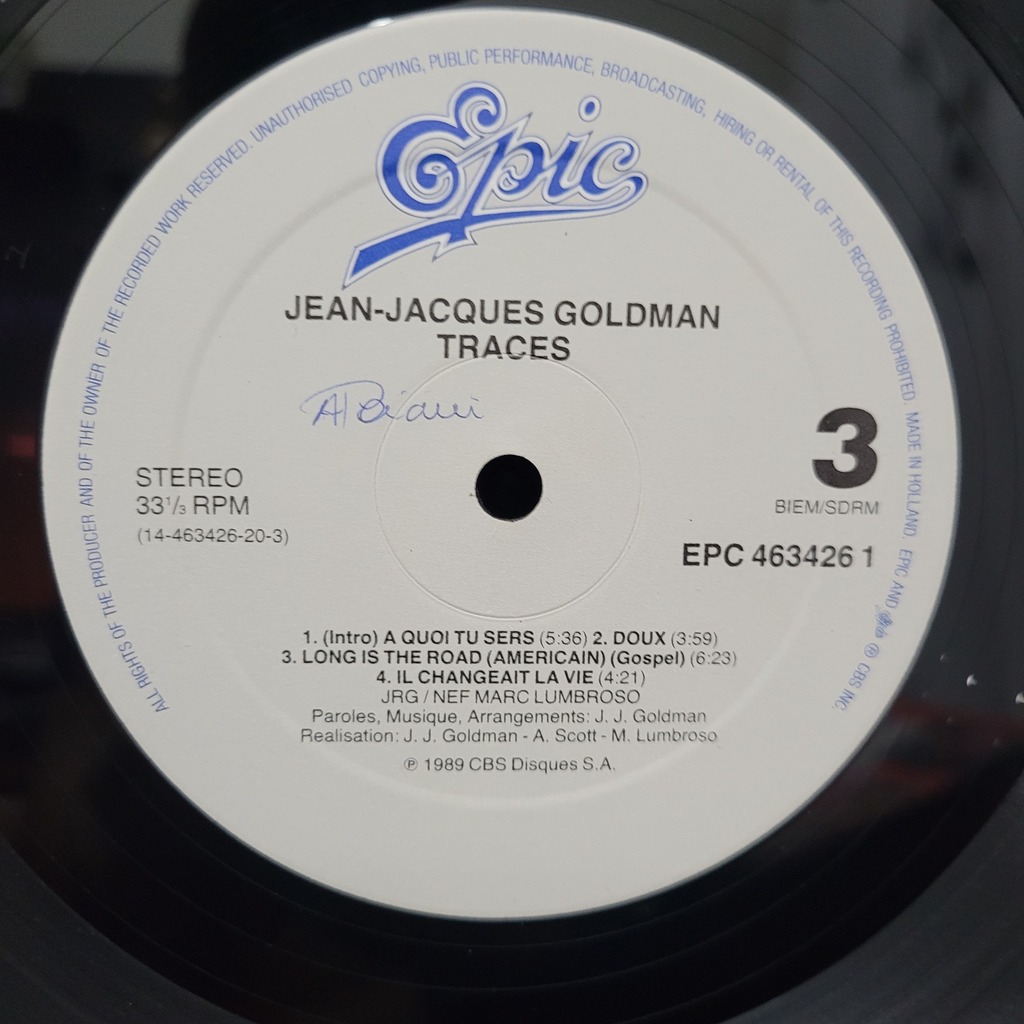 ALL RIGHTS OF THE PRODUCER AND OF THE OWNER OF THE RECORDED WORK RESERVED. UNAUTHORISED COPYING, PUBLIC PERFORMANCE, BROADCASTING, HIRING OR RENTAL OF THIS RECORDING PROHIBITED. MADE IN HOLLAND. EPIC AND ℗ CBS INC.
Epic
JEAN-JACQUES GOLDMAN
TRACES
3
STEREO
33⅓ RPM
(14-463426-20-3)
BIEM/SDRM
EPC 463426 1
1. (Intro) A QUOI TU SERS (5:36) 2. DOUX (3:59)
3. LONG IS THE ROAD (AMERICAIN) (Gospel) (6:23)
4. IL CHANGEAIT LA VIE (4:21)
JRG / NEF MARC LUMBROSO
Paroles, Musique, Arrangements: J. J. Goldman
Realisation: J. J. Goldman - A. Scott - M. Lumbroso
℗ 1989 CBS Disques S.A.